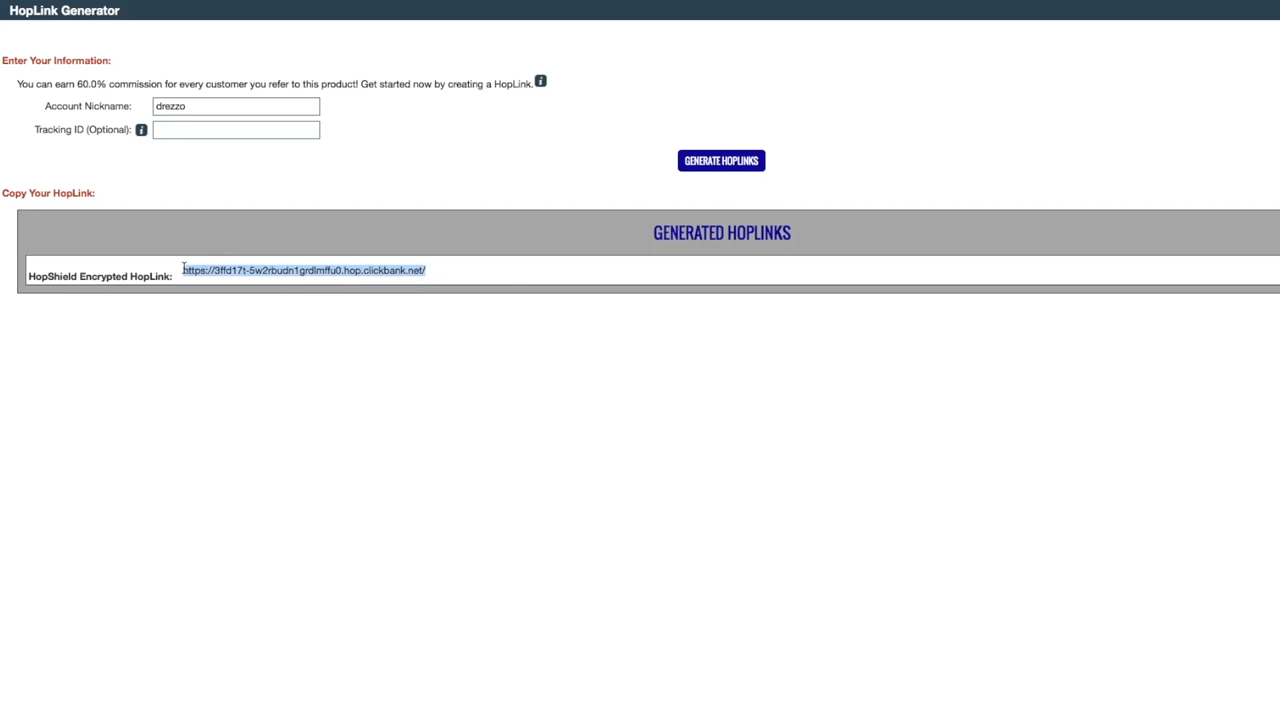 HopLink Generator
Enter Your Information:
You can earn 60.0% commission for every customer you refer to this product! Get started now by creating a HopLink.
Account Nickname: drezzo
Tracking ID (Optional):
GENERATE HOPLINKS
Copy Your HopLink:
GENERATED HOPLINKS
HopShield Encrypted HopLink: https://3ffd17t-5w2rbudn1grdlmffu0.hop.clickbank.net/